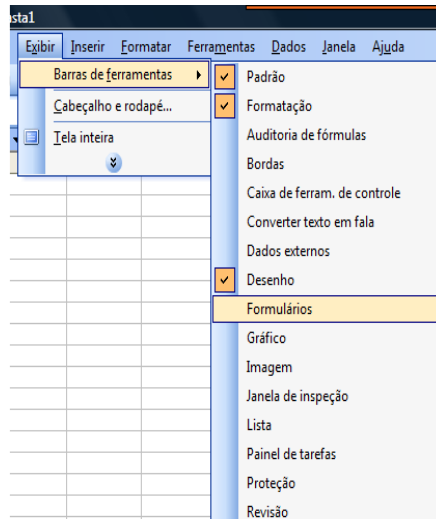 asta1
Exibir Inserir Formatar Ferramentas Dados Janela Ajuda
Barras de ferramentas
Cabeçalho e rodapé...
Tela inteira
Padrão
Formatação
Auditoria de fórmulas
Bordas
Caixa de ferram. de controle
Converter texto em fala
Dados externos
Desenho
Formulários
Gráfico
Imagem
Janela de inspeção
Lista
Painel de tarefas
Proteção
Revisão